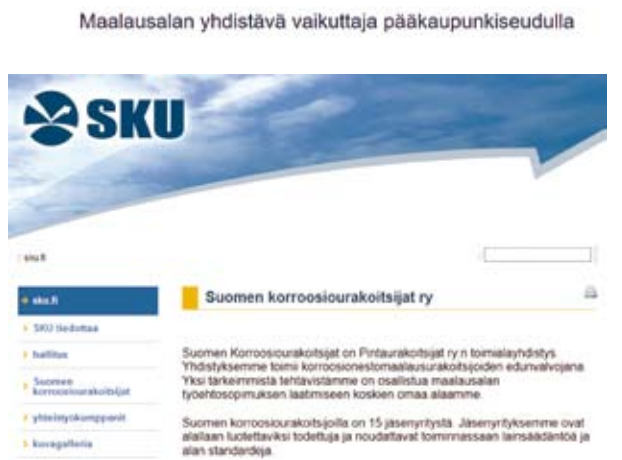 Maalausalan yhdistävä vaikuttaja pääkaupunkiseudulla
SKU
sku.fi
sku.fi
Suomen korroosiourakoitsijat ry
SKU tiedottaa
hallitus
Suomen Korroosiourakoitsijat on Pintaurakoitsijat ry:n toimialayhdistys.
Yhdistyksemme toimii korroosionestomaalausurakoitsijoiden edunvalvojana.
Yksi tärkeimmistä tehtävistämme on osallistua maalausalan
työehtosopimuksen laatimiseen koskien omaa alaamme.
Suomen
korroosiourakoitsijat
yhteistyökumppanit
kuvagalleria
Suomen korroosiourakoitsijoilla on 15 jäsenyritystä. Jäsenyrityksemme ovat
alallaan luotettaviksi todettuja ja noudattavat toiminnassaan lainsäädäntöä ja
alan standardeja.